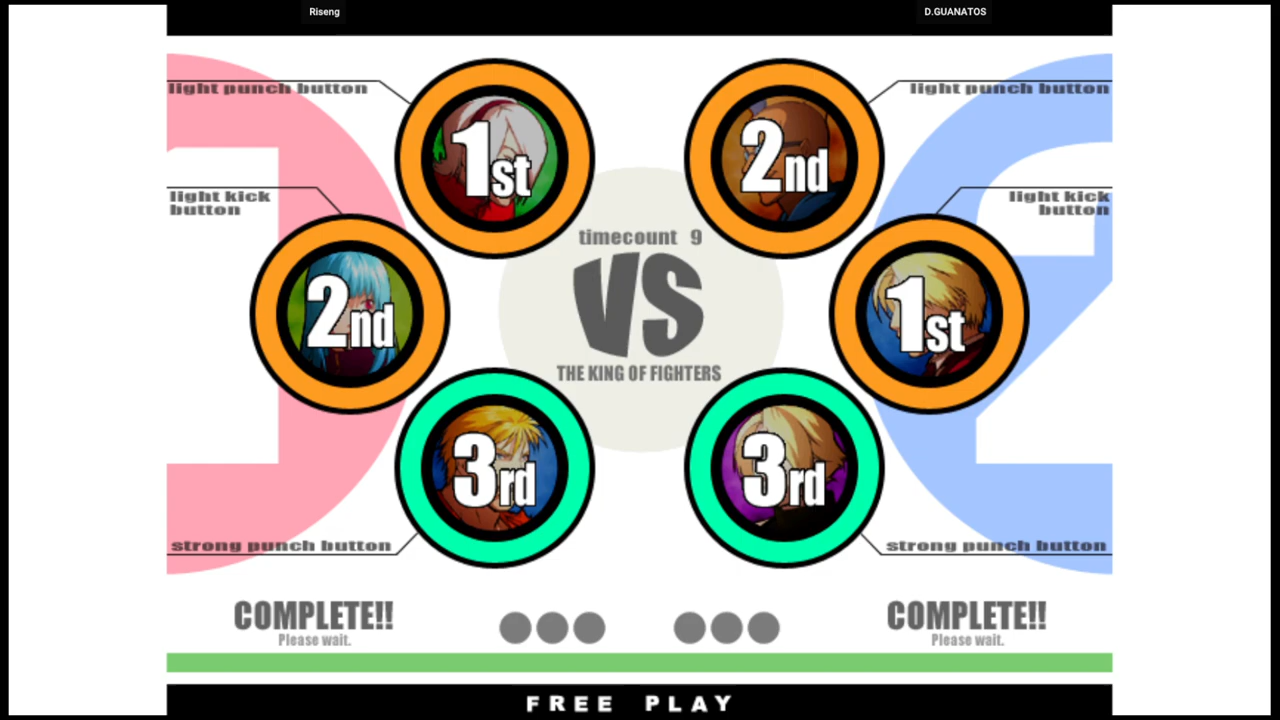 Riseng
D.GUANATOS
light punch button
light punch button
1st
2nd
light kick
button
light kick
button
timecount 9
VS
THE KING OF FIGHTERS
2nd
1st
3rd
3rd
strong punch button
strong punch button
COMPLETE!!
Please wait.
COMPLETE!!
Please wait.
FREE PLAY